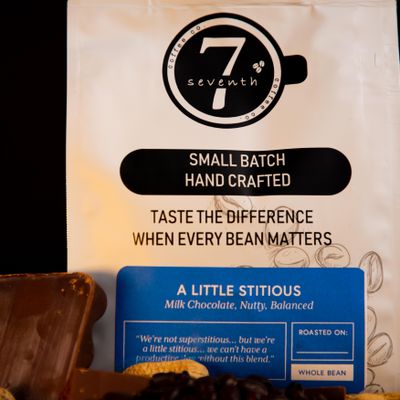 coffee co.
7
seventh
coffee co.
SMALL BATCH
HAND CRAFTED
TASTE THE DIFFERENCE
WHEN EVERY BEAN MATTERS
A LITTLE STITIOUS
Milk Chocolate, Nutty, Balanced
"We're not superstitious... but we're
a little stitious... we can't have a
productive day without this blend."
ROASTED ON:
WHOLE BEAN